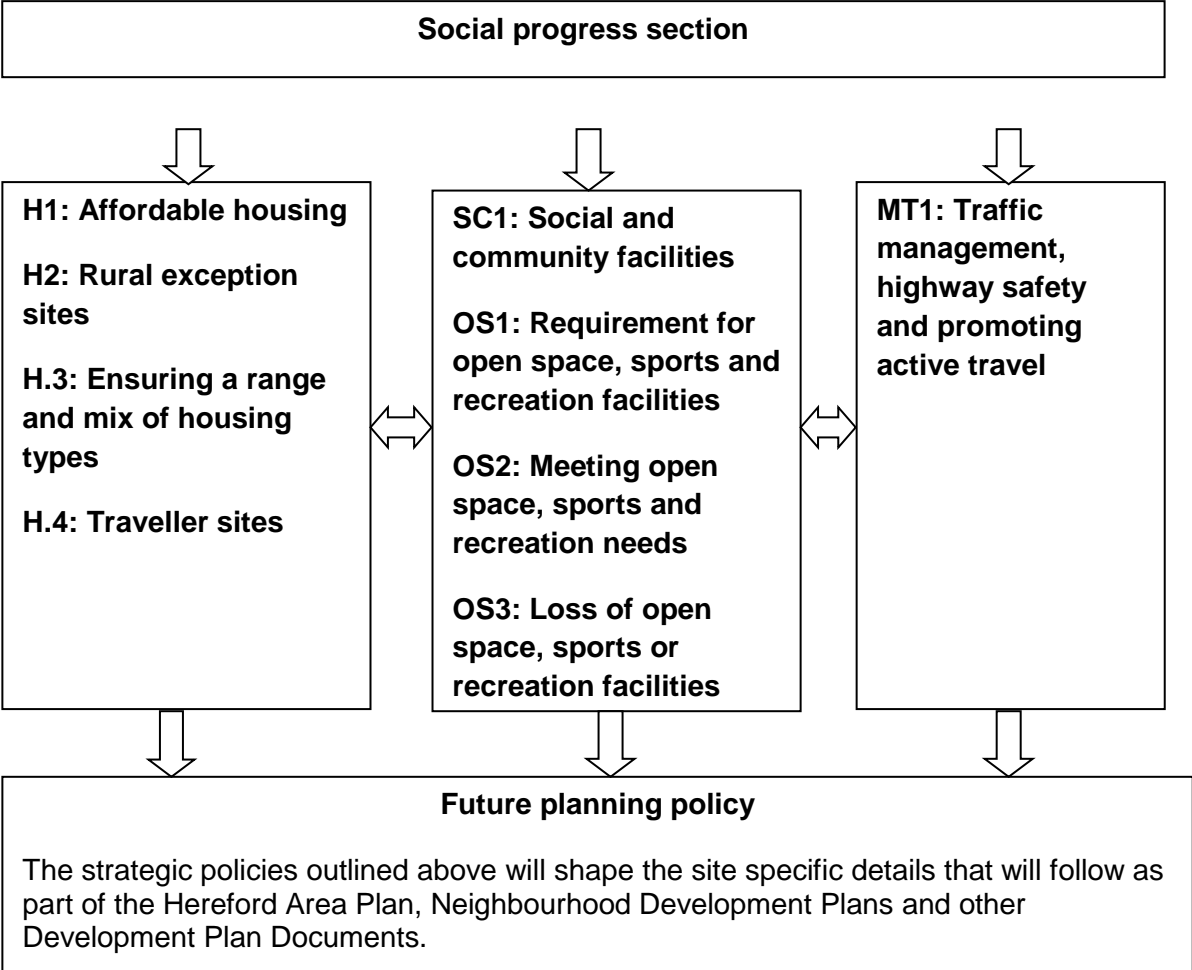 Social progress section
H1: Affordable housing
H2: Rural exception
sites
H.3: Ensuring a range
and mix of housing
types
H.4: Traveller sites
SC1: Social and
community facilities
OS1: Requirement for
open space, sports and
recreation facilities
OS2: Meeting open
space, sports and
recreation needs
OS3: Loss of open
space, sports or
recreation facilities
MT1: Traffic
management,
highway safety
and promoting
active travel
Future planning policy
The strategic policies outlined above will shape the site specific details that will follow as
part of the Hereford Area Plan, Neighbourhood Development Plans and other
Development Plan Documents.